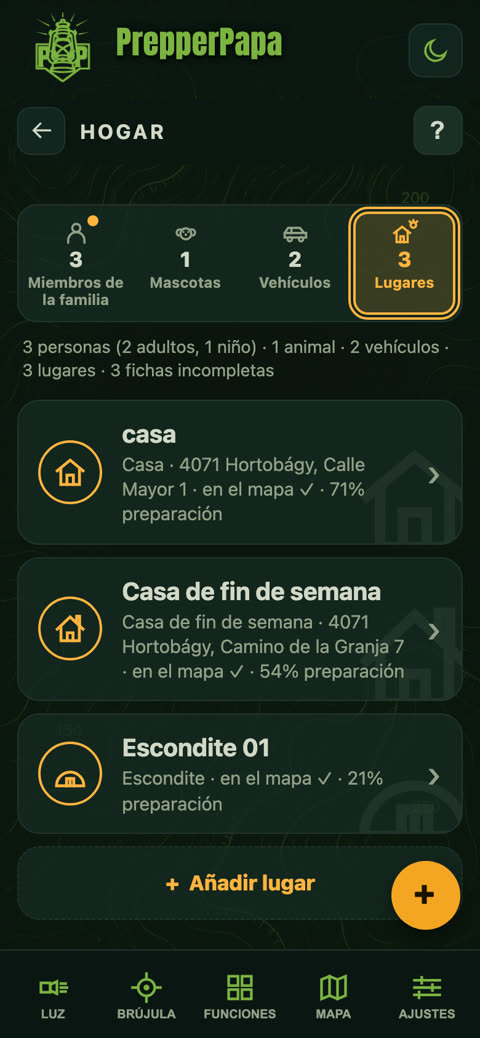 PrepperPapa
HOGAR
?
200
3
Miembros de
la familia
1
Mascotas
2
Vehículos
3
Lugares
3 personas (2 adultos, 1 niño) · 1 animal · 2 vehículos ·
3 lugares · 3 fichas incompletas
casa
Casa · 4071 Hortobágy, Calle
Mayor 1 · en el mapa ✓ · 71%
preparación
Casa de fin de semana
Casa de fin de semana · 4071
Hortobágy, Camino de la Granja 7
· en el mapa ✓ · 54% preparación
Escondite 01
Escondite · en el mapa ✓ · 21%
preparación
+ Añadir lugar
+
LUZ
BRÚJULA
FUNCIONES
MAPA
AJUSTES